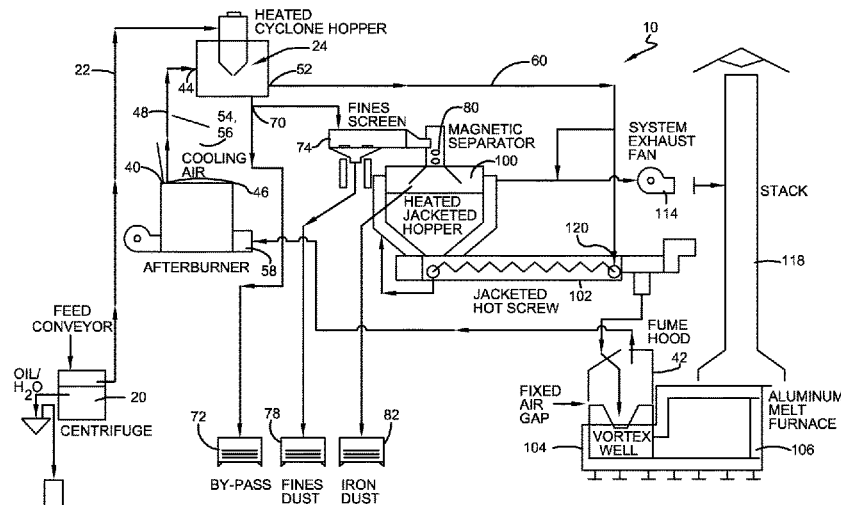 HEATED
CYCLONE HOPPER
10
22
24
52
60
44
48
54,
56
70
FINES
SCREEN
80
MAGNETIC
SEPARATOR
74
40
COOLING
AIR
46
100
SYSTEM
EXHAUST
FAN
HEATED
JACKETED
HOPPER
114
STACK
120
58
AFTERBURNER
118
102
JACKETED
HOT SCREW
FEED
CONVEYOR
FUME
HOOD
42
OIL/
H2O
20
CENTRIFUGE
FIXED
AIR
GAP
ALUMINUM
MELT
FURNACE
72
78
82
104
VORTEX
WELL
106
BY-PASS
FINES
DUST
IRON
DUST